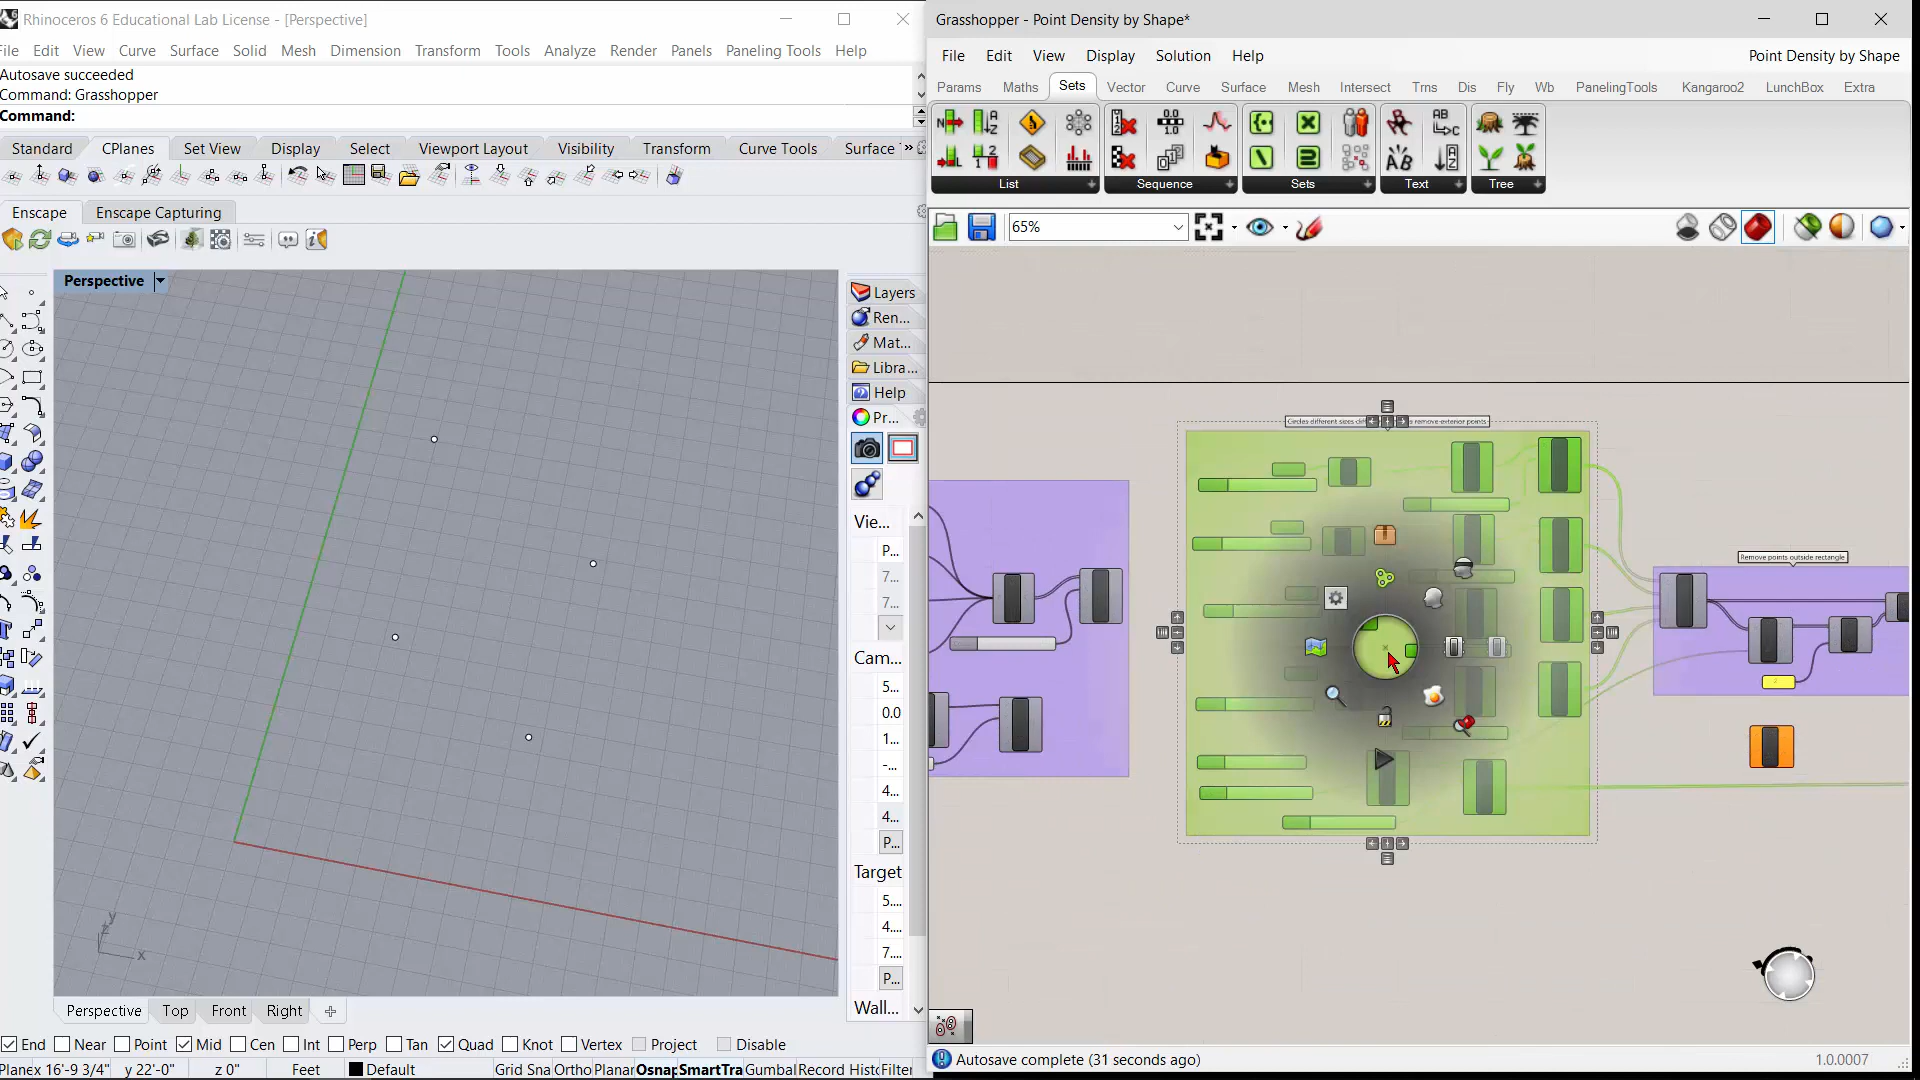 Rhinoceros 6 Educational Lab License - [Perspective]
File Edit View Curve Surface Solid Mesh Dimension Transform Tools Analyze Render Panels Paneling Tools Help
Autosave succeeded
Command: Grasshopper
Command:
Standard CPlanes Set View Display Select Viewport Layout Visibility Transform Curve Tools Surface »
Enscape Enscape Capturing
Perspective
Layers
Ren...
Mat...
Libra...
Help
Pr...
Vie...
P...
7...
7...
Cam...
5...
0.0
1...
-...
4...
4...
P...
Target
5....
4....
7....
P...
Wall...
z y x
Perspective Top Front Right
End Near Point Mid Cen Int Perp Tan Quad Knot Vertex Project Disable
x 16'-9 3/4" y 22'-0" z 0" Feet Default Grid Sna Ortho Planar Osnap SmartTra Gumbal Record Histo Filter
Grasshopper - Point Density by Shape*
File Edit View Display Solution Help Point Density by Shape
Params Maths Sets Vector Curve Surface Mesh Intersect Trns Dis Fly Wb PanelingTools Kangaroo2 LunchBox Extra
List Sequence Sets Text Tree
65%
remove exterior points
Remove points outside rectangle
Autosave complete (31 seconds ago) 1.0.0007